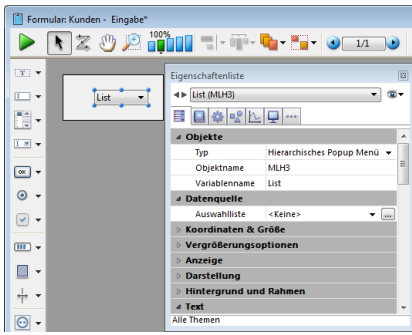 Formular: Kunden - Eingabe*
100%
1/1
List
Eigenschaftenliste
List (MLH3)
Objekte
Typ Hierarchisches Popup Menü
Objektname MLH3
Variablenname List
Datenquelle
Auswahlliste <Keine> ...
Koordinaten & Größe
Vergrößerungsoptionen
Anzeige
Darstellung
Hintergrund und Rahmen
Text
Alle Themen
OK